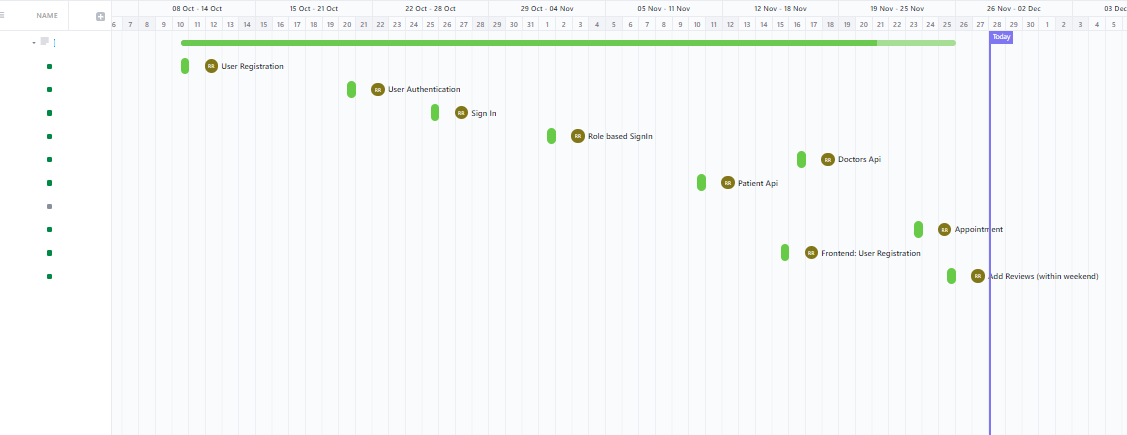 NAME
08 Oct - 14 Oct 15 Oct - 21 Oct 22 Oct - 28 Oct 29 Oct - 04 Nov 05 Nov - 11 Nov 12 Nov - 18 Nov 19 Nov - 25 Nov 26 Nov - 02 Dec 03 Dec
6 7 8 9 10 11 12 13 14 15 16 17 18 19 20 21 22 23 24 25 26 27 28 29 30 31 1 2 3 4 5 6 7 8 9 10 11 12 13 14 15 16 17 18 19 20 21 22 23 24 25 26 27 28 29 30 1 2 3 4 5
Today
RR User Registration
RR User Authentication
RR Sign In
RR Role based SignIn
RR Doctors Api
RR Patient Api
RR Appointment
RR Frontend: User Registration
RR Add Reviews (within weekend)